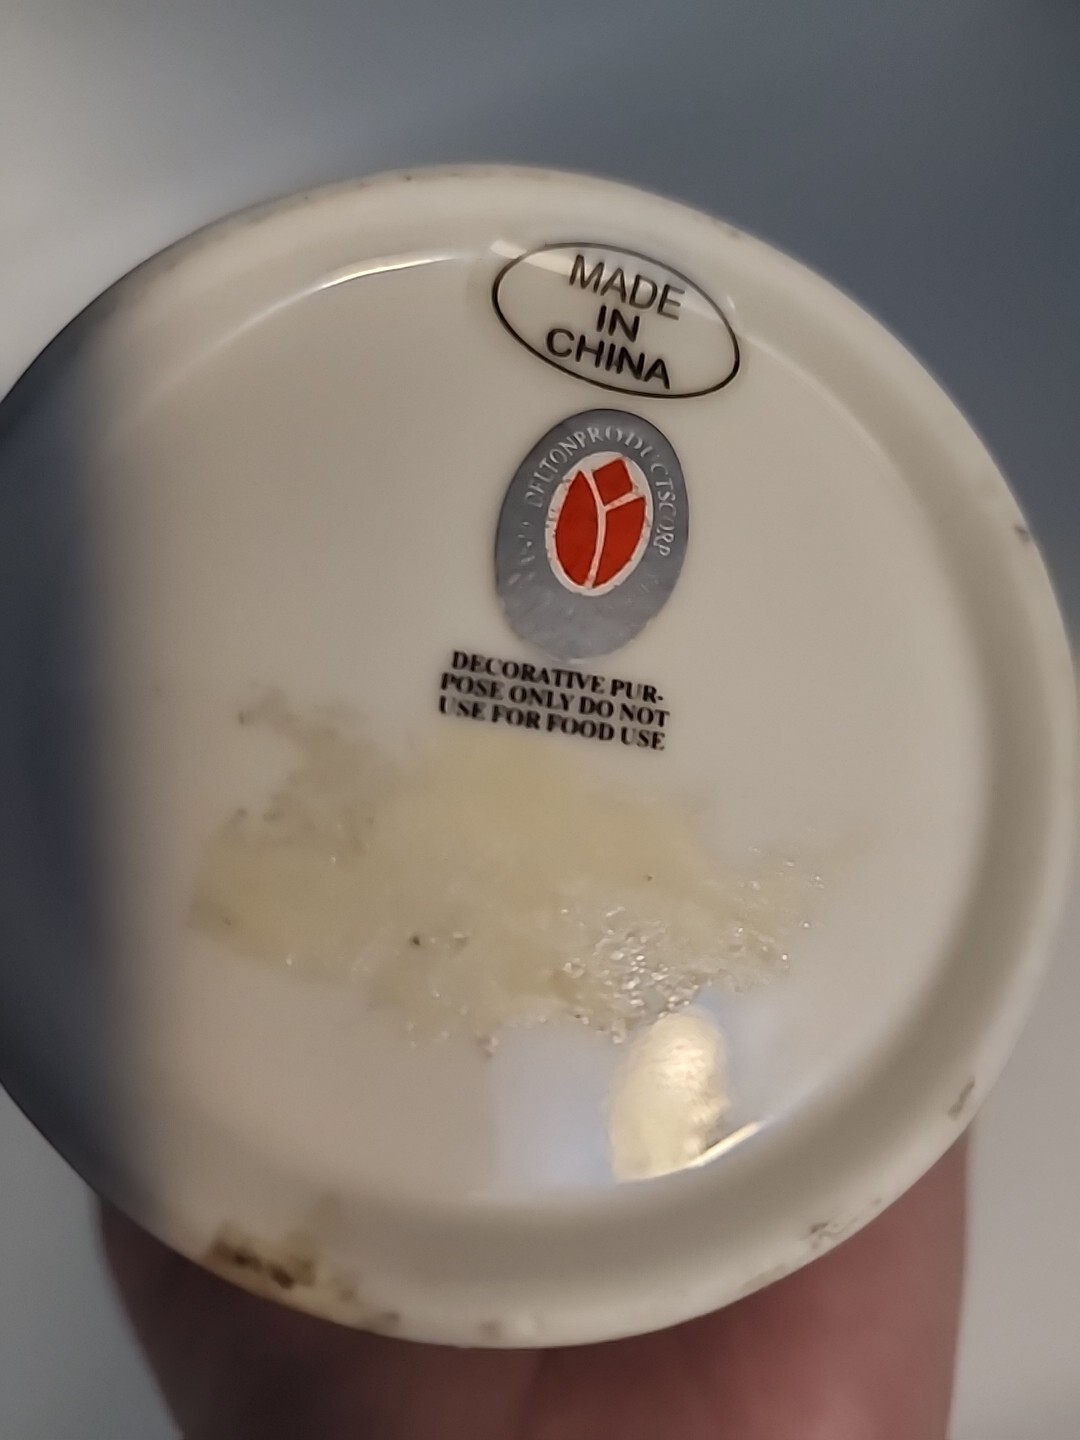 MADE
IN
CHINA
DELTONPRODUCTSCORP
DECORATIVE PUR-
POSE ONLY DO NOT
USE FOR FOOD USE